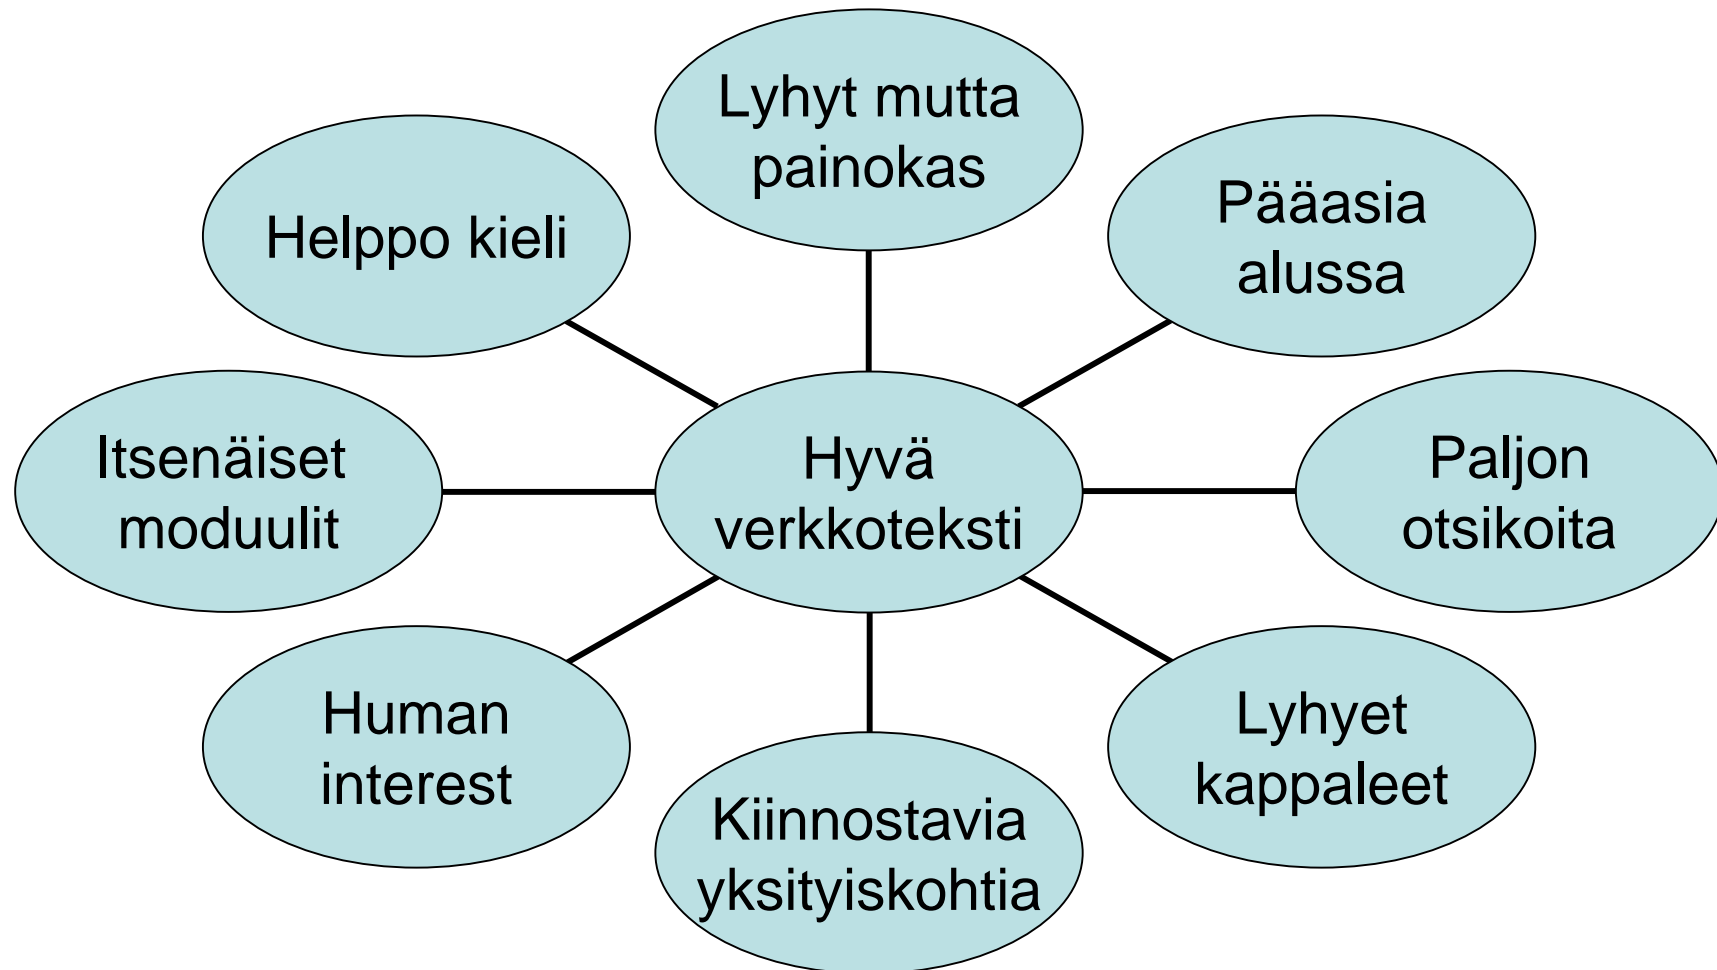 Lyhyt mutta
painokas
Pääasia
alussa
Helppo kieli
Itsenäiset
moduulit
Hyvä
verkkoteksti
Paljon
otsikoita
Human
interest
Lyhyet
kappaleet
Kiinnostavia
yksityiskohtia